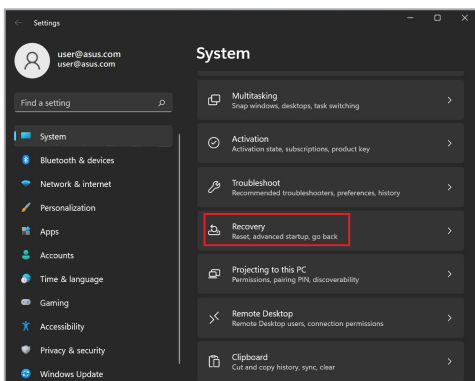 Settings
user@asus.com
user@asus.com
Find a setting
System
Bluetooth & devices
Network & internet
Personalization
Apps
Accounts
Time & language
Gaming
Accessibility
Privacy & security
Windows Update
System
Multitasking
Snap windows, desktops, task switching
Activation
Activation state, subscriptions, product key
Troubleshoot
Recommended troubleshooters, preferences, history
Recovery
Reset, advanced startup, go back
Projecting to this PC
Permissions, pairing PIN, discoverability
Remote Desktop
Remote Desktop users, connection permissions
Clipboard
Cut and copy history, sync, clear